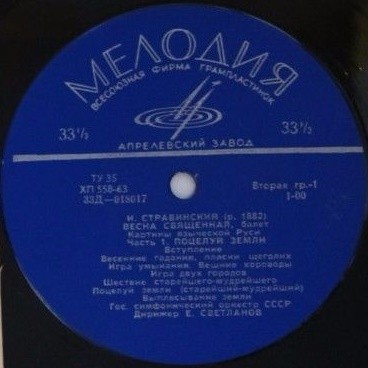 МЕЛОДИЯ
ВСЕСОЮЗНАЯ ФИРМА ГРАМПЛАСТИНОК
33⅓
33⅓
АПРЕЛЕВСКИЙ ЗАВОД
ТУ 35
ХП 558-63
33Д—018017
Вторая гр.-1
1-00
И. СТРАВИНСКИЙ (р. 1882)
ВЕСНА СВЯЩЕННАЯ, балет
Картины языческой Руси
Часть 1. ПОЦЕЛУЙ ЗЕМЛИ
Вступление
Весенние гадания, пляски щеголих
Игра умыкания. Вешние хороводы
Игра двух городов
Шествие старейшего-мудрейшего
Поцелуй земли (старейший-мудрейший)
Выплясывание земли
Гос. симфонический оркестр СССР
Дирижер Е. СВЕТЛАНОВ